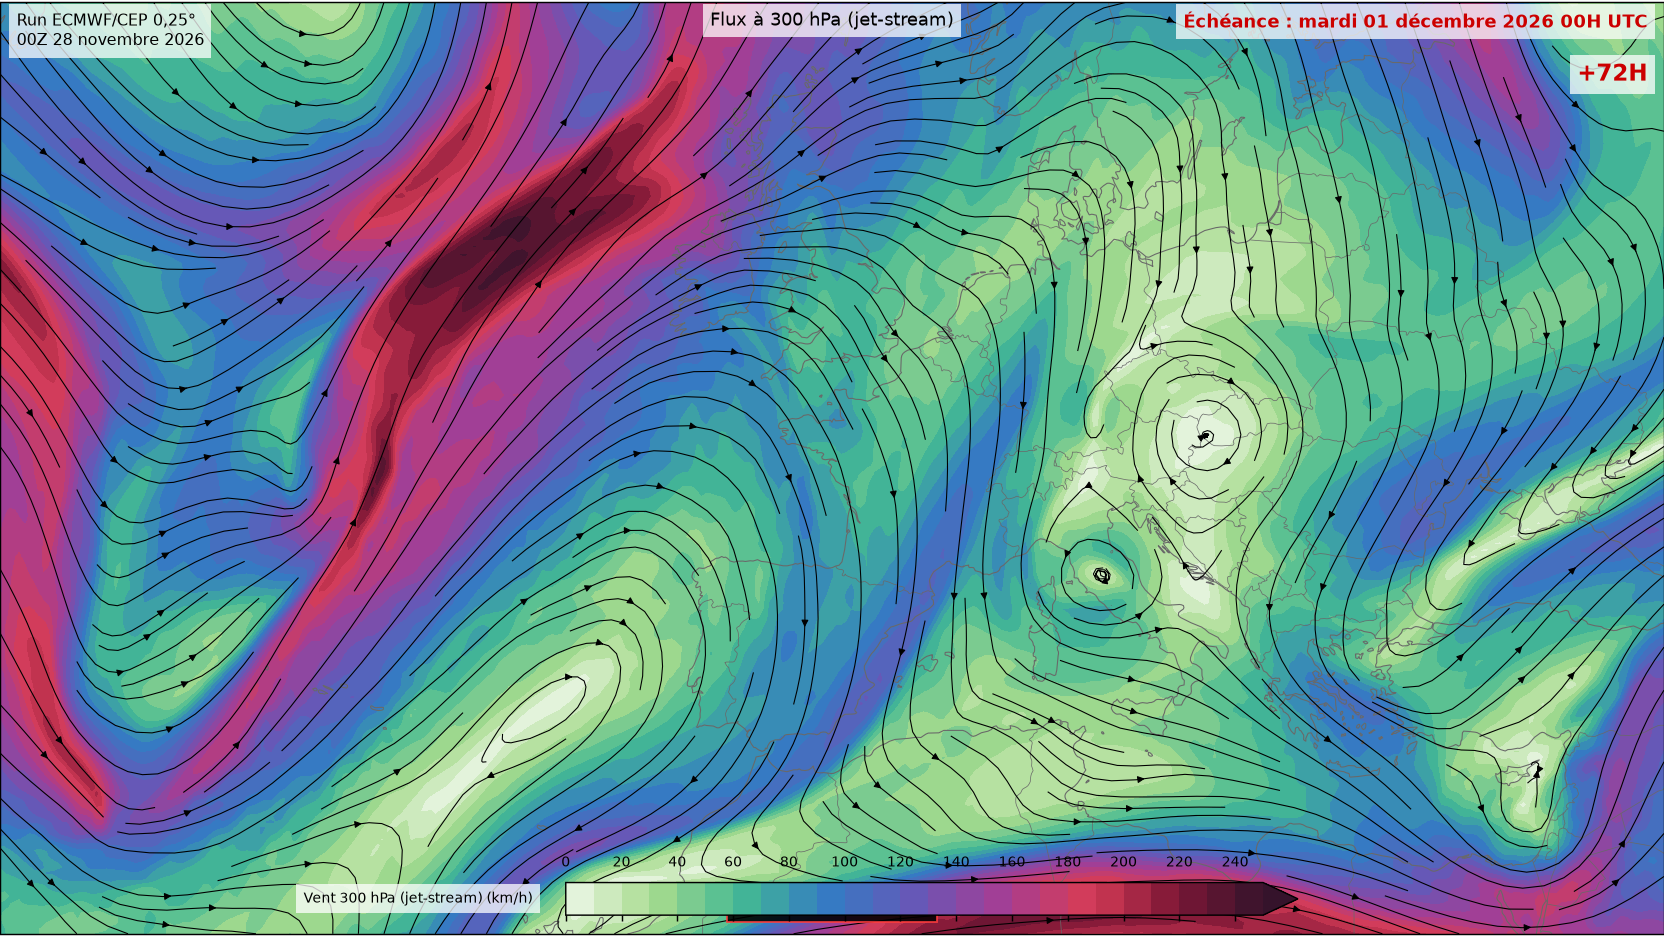 Run ECMWF/CEP 0,25°
00Z 28 novembre 2026
Flux à 300 hPa (jet-stream)
Échéance : mardi 01 décembre 2026 00H UTC
+72H
0 20 40 60 80 100 120 140 160 180 200 220 240
Vent 300 hPa (jet-stream) (km/h)